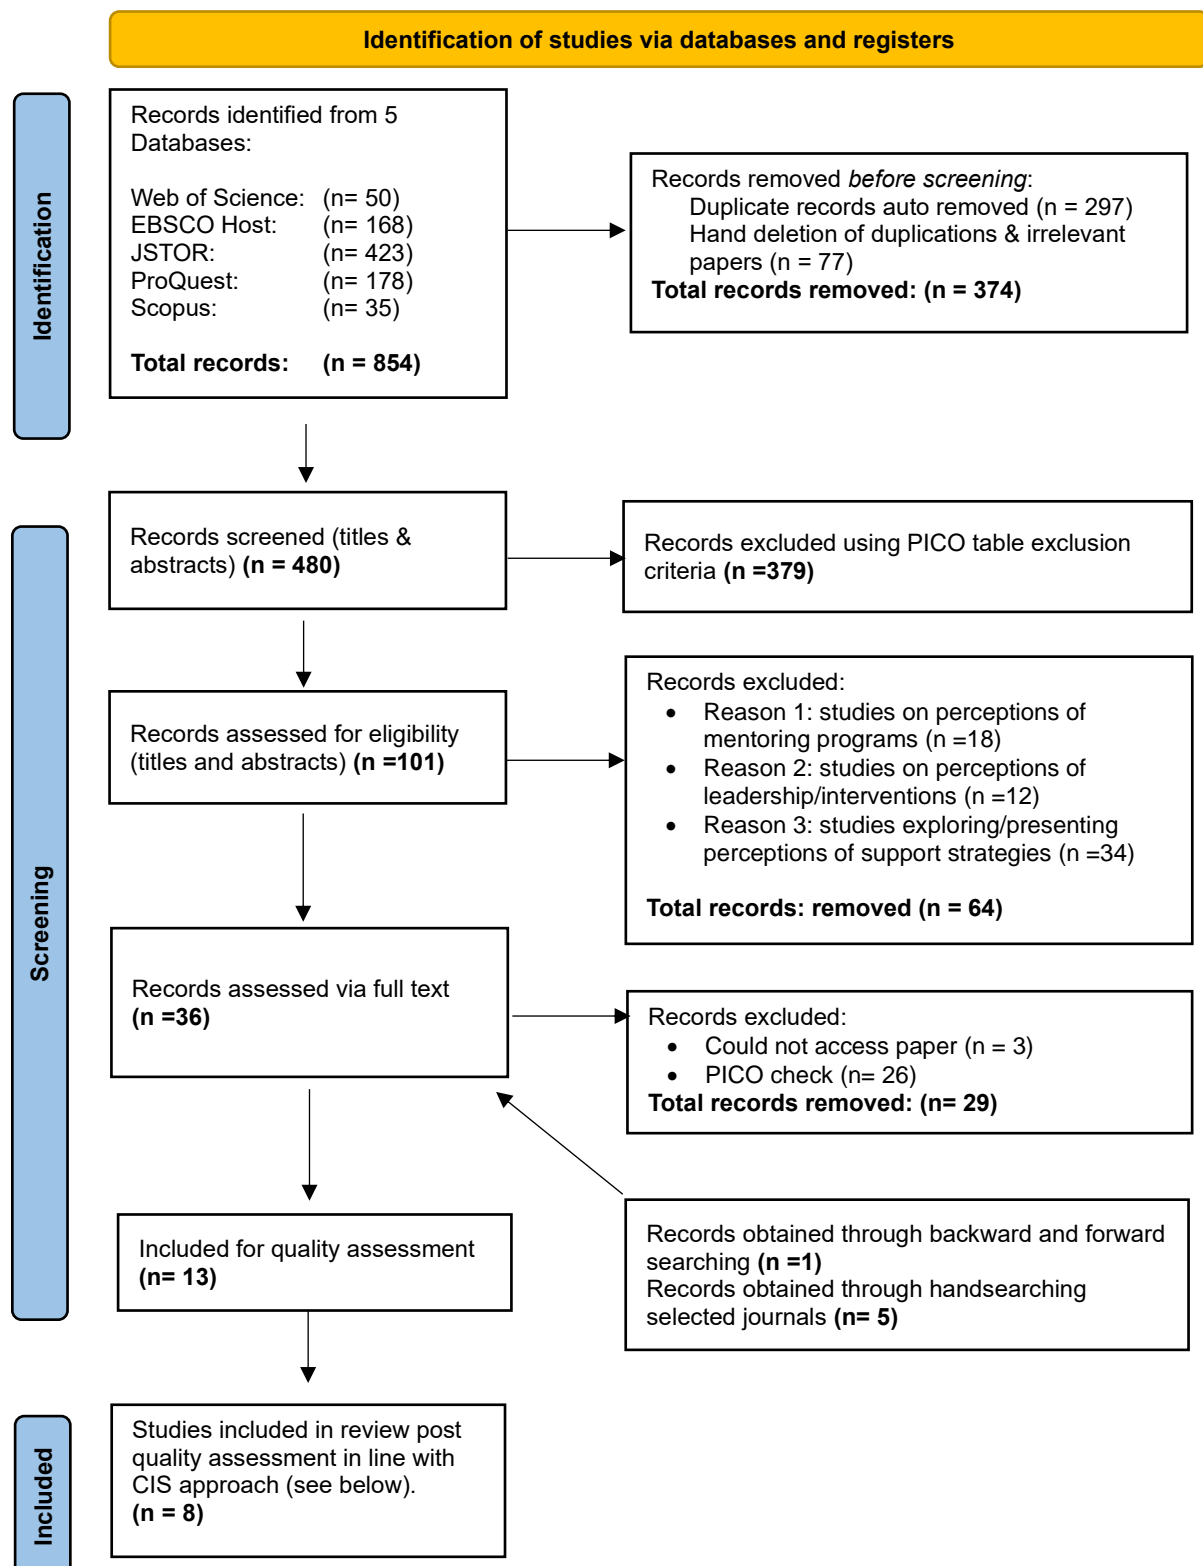 Identification of studies via databases and registers
Identification
Records identified from 5
Databases:
Web of Science: (n= 50)
EBSCO Host: (n= 168)
JSTOR: (n= 423)
ProQuest: (n= 178)
Scopus: (n= 35)
Total records: (n = 854)
Records removed before screening:
Duplicate records auto removed (n = 297)
Hand deletion of duplications & irrelevant
papers (n = 77)
Total records removed: (n = 374)
Screening
Records screened (titles &
abstracts) (n = 480)
Records excluded using PICO table exclusion
criteria (n =379)
Records assessed for eligibility
(titles and abstracts) (n =101)
Records excluded:
• Reason 1: studies on perceptions of
mentoring programs (n =18)
• Reason 2: studies on perceptions of
leadership/interventions (n =12)
• Reason 3: studies exploring/presenting
perceptions of support strategies (n =34)
Total records: removed (n = 64)
Records assessed via full text
(n =36)
Records excluded:
• Could not access paper (n = 3)
• PICO check (n= 26)
Total records removed: (n= 29)
Included for quality assessment
(n= 13)
Records obtained through backward and forward
searching (n =1)
Records obtained through handsearching
selected journals (n= 5)
Included
Studies included in review post
quality assessment in line with
CIS approach (see below).
(n = 8)